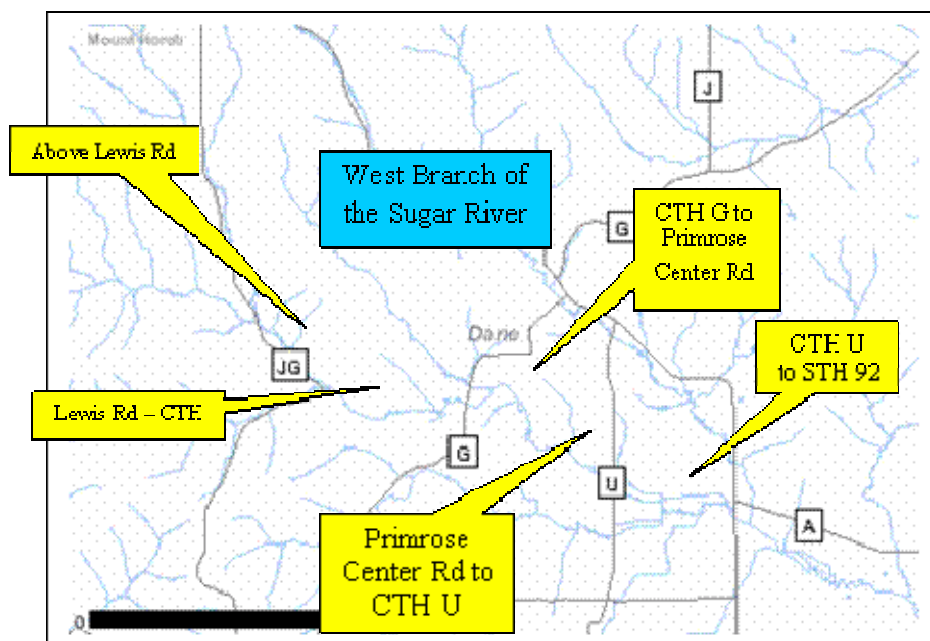 Mount Horeb
J
Above Lewis Rd
West Branch of
the Sugar River
CTH G to
Primrose
Center Rd
G
Dane
CTH U
to STH 92
JG
Lewis Rd – CTH
G
U
Primrose
Center Rd to
CTH U
A
0